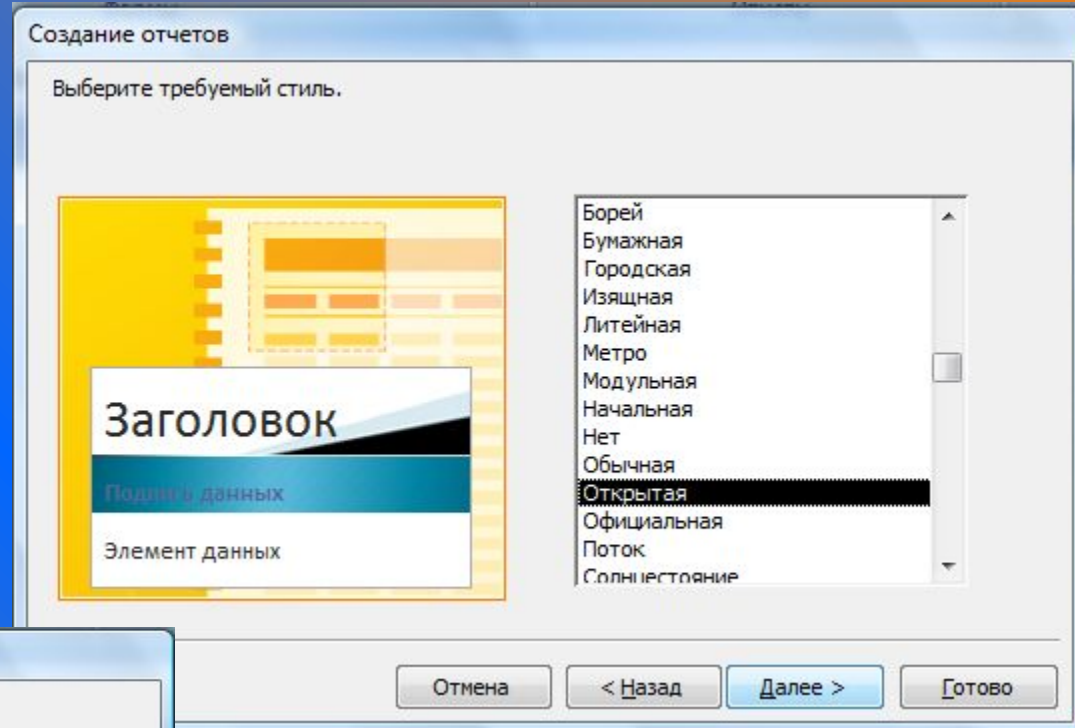 Создание отчетов
Выберите требуемый стиль.
Заголовок
Подпись данных
Элемент данных
Борей
Бумажная
Городская
Изящная
Литейная
Метро
Модульная
Начальная
Нет
Обычная
Открытая
Официальная
Поток
Солнцестояние
Отмена
< Назад
Далее >
Готово